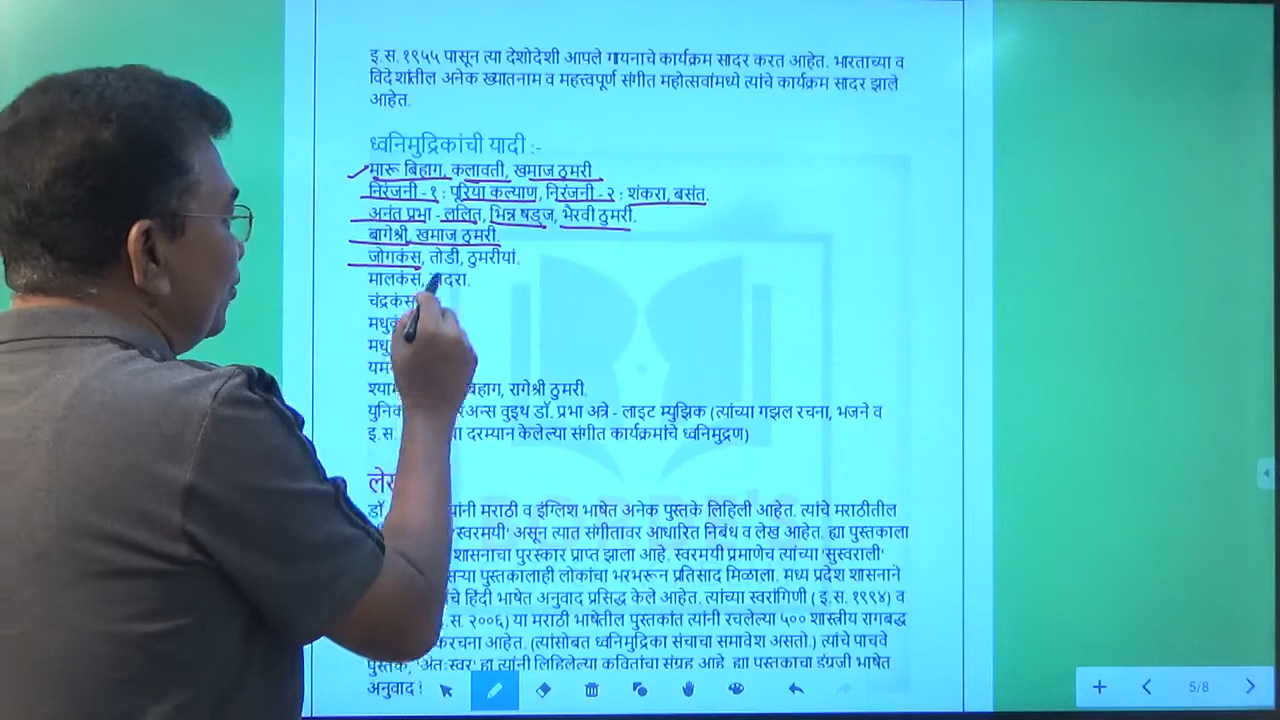 इ.स. १९५५ पासून त्या देशोदेशी आपले गायनाचे कार्यक्रम सादर करत आहेत. भारताच्या व
विदेशांतील अनेक ख्यातनाम व महत्त्वपूर्ण संगीत महोत्सवांमध्ये त्यांचे कार्यक्रम सादर झाले
आहेत.
ध्वनिमुद्रिकांची यादी :-
मारू बिहाग, कलावती, खमाज ठुमरी
निरंजनी - १ : पूरिया कल्याण, निरंजनी - २ : शंकरा, बसंत.
अनंत प्रभा - ललित, भिन्न षड्ज, भैरवी ठुमरी.
बागेश्री, खमाज ठुमरी.
जोगकंस, तोडी, ठुमरीयां.
मालकंस,
चंद्रकंस
रागेश्री ठुमरी
वुइथ डॉ. प्रभा अत्रे - लाइट म्युझिक (त्यांच्या गझल रचना, भजने व
इ.स. दरम्यान केलेल्या संगीत कार्यक्रमांचे ध्वनिमुद्रण)
डॉ. यांनी मराठी व इंग्लिश भाषेत अनेक पुस्तके लिहिली आहेत. त्यांचे मराठीतील
'स्वरमयी' असून त्यात संगीतावर आधारित निबंध व लेख आहेत. ह्या पुस्तकाला
शासनाचा पुरस्कार प्राप्त झाला आहे. स्वरमयी प्रमाणेच त्यांच्या 'सुस्वराली'
पुस्तकालाही लोकांचा भरभरून प्रतिसाद मिळाला. मध्य प्रदेश शासनाने
हिंदी भाषेत अनुवाद प्रसिद्ध केले आहेत. त्यांच्या स्वरांगिणी ( इ.स. १९९४) व
स. २००६) या मराठी भाषेतील पुस्तकांत त्यांनी रचलेल्या ५०० शास्त्रीय रागबद्ध
आहेत. (त्यांसोबत ध्वनिमुद्रिका संचाचा समावेश असतो.) त्यांचे पाचवे
पुस्तक, 'अंतःस्वर' हा त्यांनी लिहिलेल्या कवितांचा संग्रह आहे. ह्या पुस्तकाचा इंग्रजी भाषेत
अनुवाद
5/8